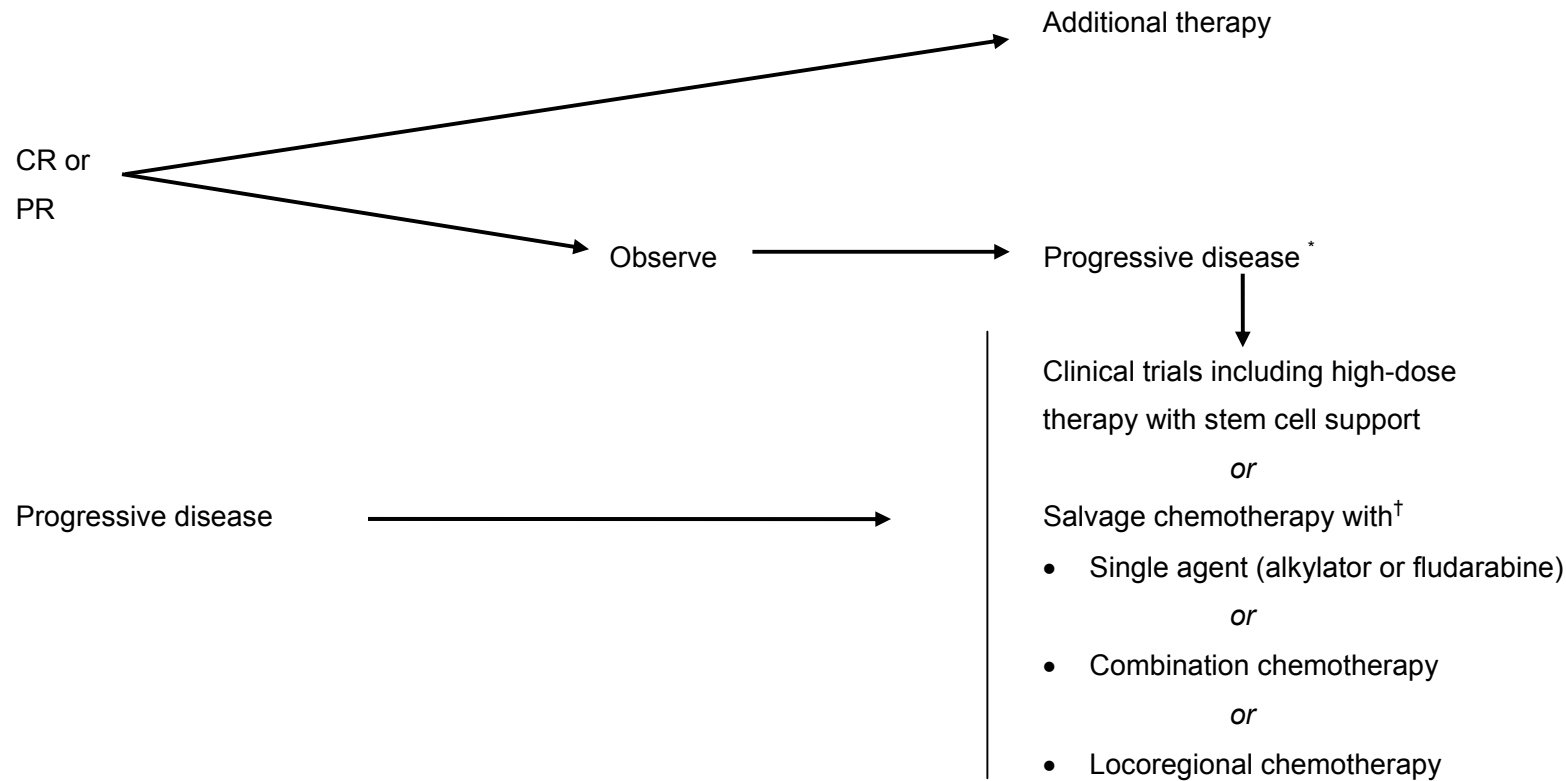 Additional therapy
CR or
PR
Observe
Progressive disease *
Clinical trials including high-dose
therapy with stem cell support
or
Progressive disease
Salvage chemotherapy with†
• Single agent (alkylator or fludarabine)
or
• Combination chemotherapy
or
• Locoregional chemotherapy